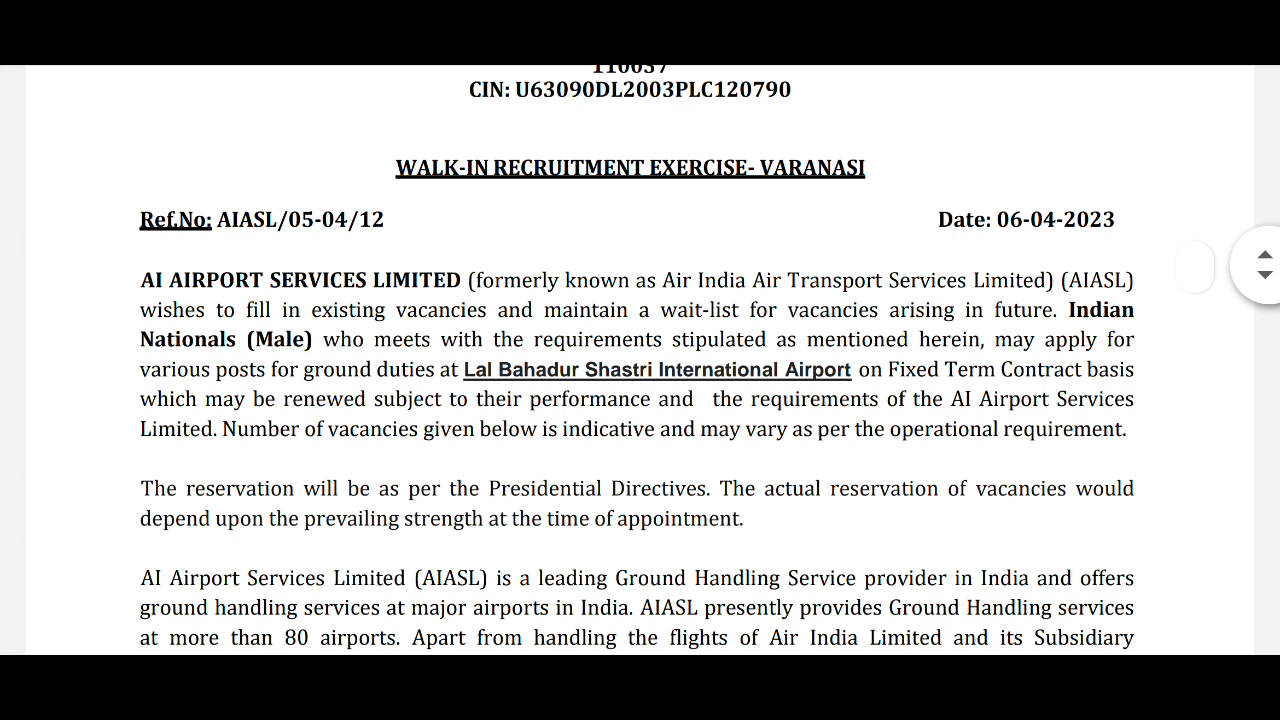 110037
CIN: U63090DL2003PLC120790
WALK-IN RECRUITMENT EXERCISE- VARANASI
Ref.No: AIASL/05-04/12 Date: 06-04-2023
AI AIRPORT SERVICES LIMITED (formerly known as Air India Air Transport Services Limited) (AIASL)
wishes to fill in existing vacancies and maintain a wait-list for vacancies arising in future. Indian
Nationals (Male) who meets with the requirements stipulated as mentioned herein, may apply for
various posts for ground duties at Lal Bahadur Shastri International Airport on Fixed Term Contract basis
which may be renewed subject to their performance and the requirements of the AI Airport Services
Limited. Number of vacancies given below is indicative and may vary as per the operational requirement.
The reservation will be as per the Presidential Directives. The actual reservation of vacancies would
depend upon the prevailing strength at the time of appointment.
AI Airport Services Limited (AIASL) is a leading Ground Handling Service provider in India and offers
ground handling services at major airports in India. AIASL presently provides Ground Handling services
at more than 80 airports. Apart from handling the flights of Air India Limited and its Subsidiary